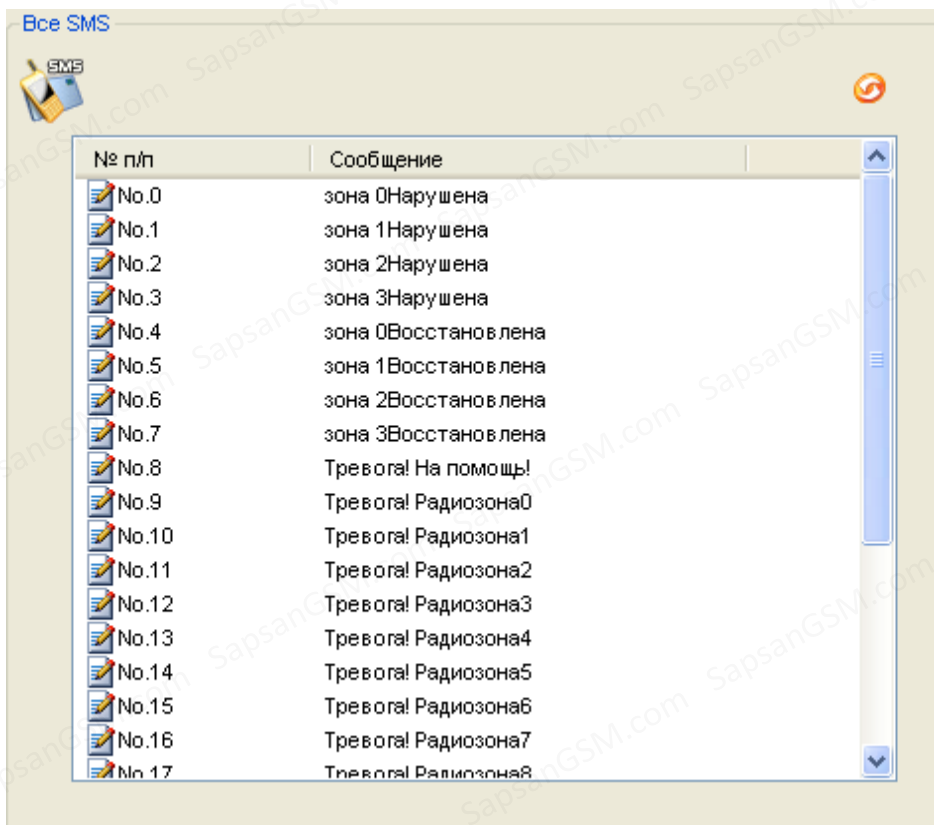 Все SMS
SMS
№ п/п Сообщение
No.0 зона 0Нарушена
No.1 зона 1Нарушена
No.2 зона 2Нарушена
No.3 зона 3Нарушена
No.4 зона 0Восстановлена
No.5 зона 1Восстановлена
No.6 зона 2Восстановлена
No.7 зона 3Восстановлена
No.8 Тревога! На помощь!
No.9 Тревога! Радиозона0
No.10 Тревога! Радиозона1
No.11 Тревога! Радиозона2
No.12 Тревога! Радиозона3
No.13 Тревога! Радиозона4
No.14 Тревога! Радиозона5
No.15 Тревога! Радиозона6
No.16 Тревога! Радиозона7
No.17 Тревога! Радиозона8
SapsanGSM.com